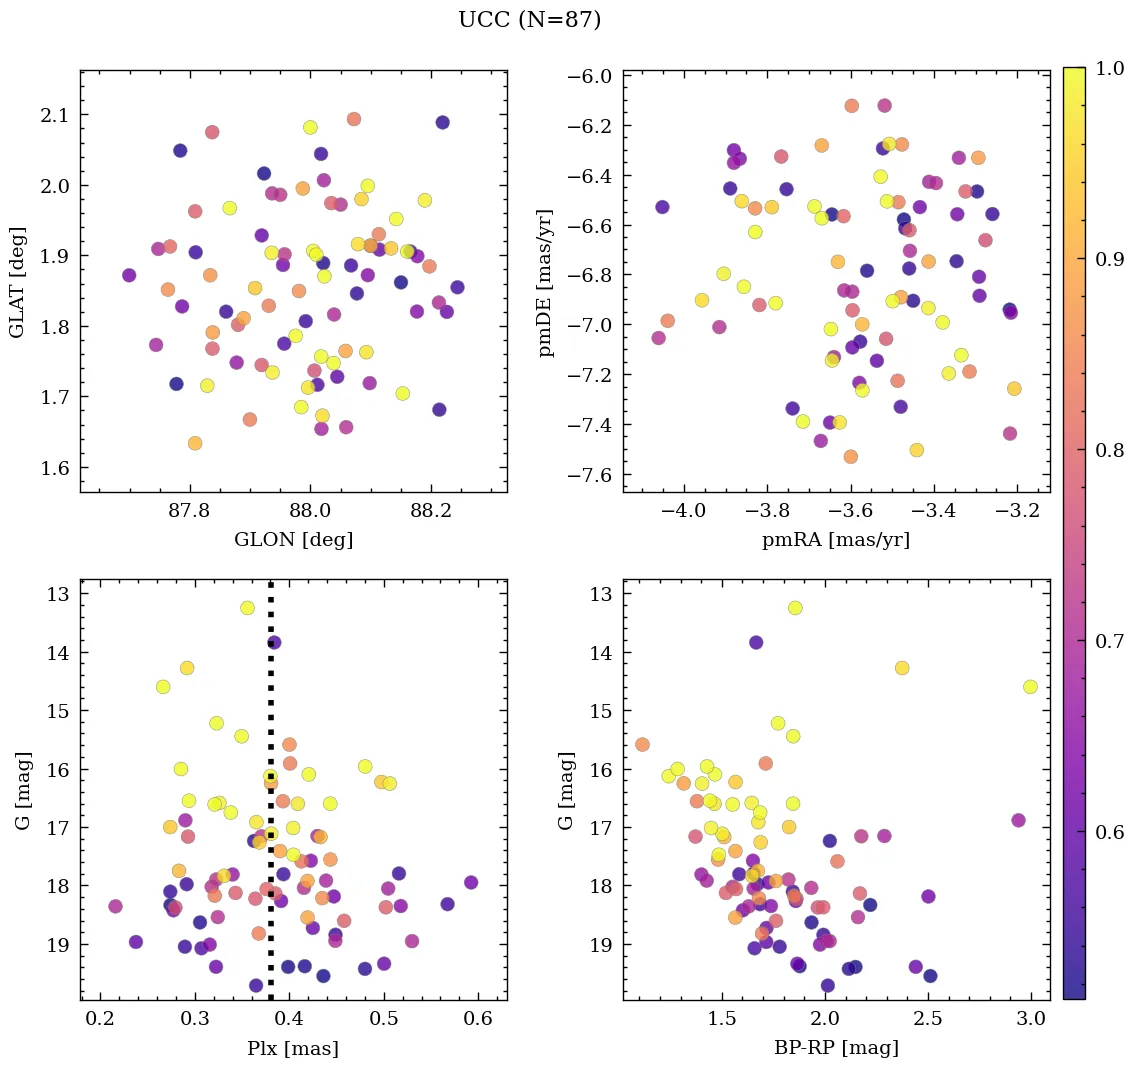 UCC (N=87)
2.1
2.0
1.9
1.8
1.7
1.6
GLAT [deg]
87.8 88.0 88.2
GLON [deg]
−6.0
−6.2
−6.4
−6.6
−6.8
−7.0
−7.2
−7.4
−7.6
pmDE [mas/yr]
−4.0 −3.8 −3.6 −3.4 −3.2
pmRA [mas/yr]
13
14
15
16
17
18
19
G [mag]
0.2 0.3 0.4 0.5 0.6
Plx [mas]
13
14
15
16
17
18
19
G [mag]
1.5 2.0 2.5 3.0
BP-RP [mag]
1.0
0.9
0.8
0.7
0.6